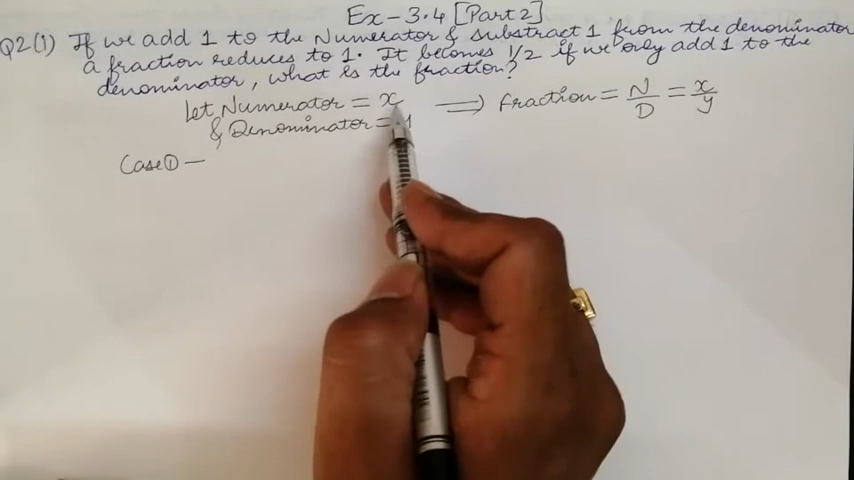 Ex-3.4 [Part 2]
Q2(1) If we add 1 to the Numerator & substract 1 from the denominator
a fraction reduces to 1. It becomes 1/2 if we only add 1 to the
denominator, what is the fraction?
Let Numerator = x ⟹ Fraction = N/D = x/y
& Denominator =
Case① —